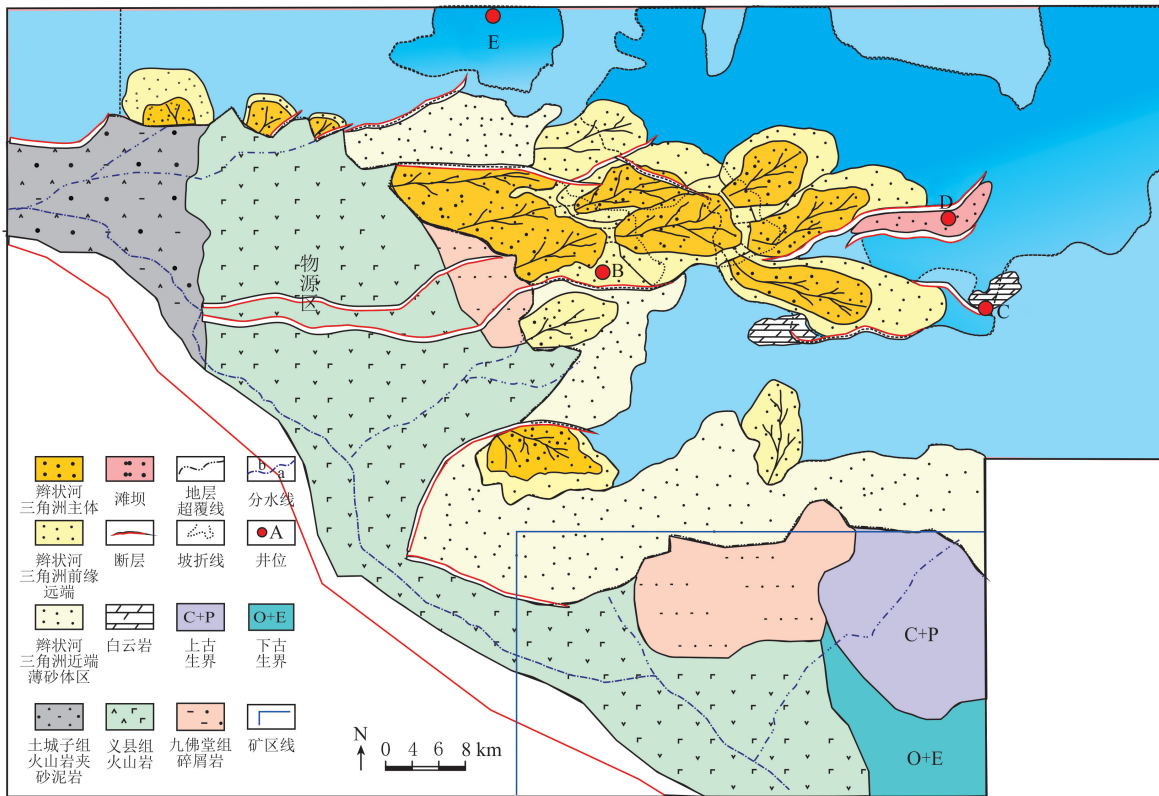 E
D
B
C
物源区
辫状河
三角洲主体
滩坝
地层
超覆线
b
a
分水线
辫状河
三角洲前缘
远端
断层
坡折线
A
井位
辫状河
三角洲近端
薄砂体区
白云岩
C+P
上古
生界
O+E
下古
生界
土城子组
火山岩夹
砂泥岩
义县组
火山岩
九佛堂组
碎屑岩
矿区线
N
0 4 6 8 km
C+P
O+E